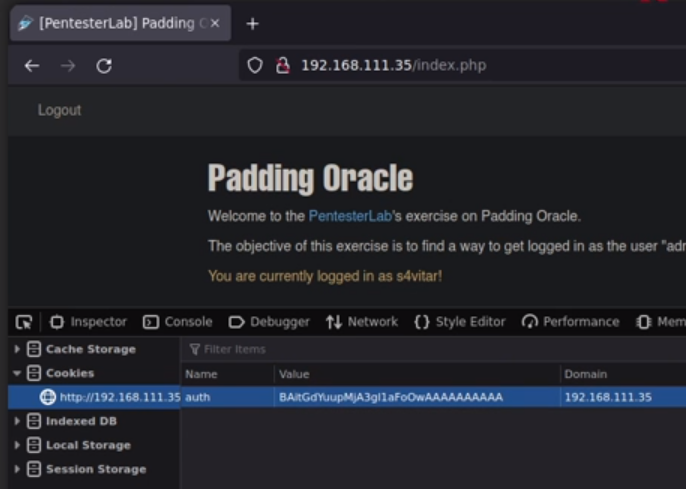 [PentesterLab] Padding O
192.168.111.35/index.php
Logout
Padding Oracle
Welcome to the PentesterLab's exercise on Padding Oracle.
The objective of this exercise is to find a way to get logged in as the user "adr
You are currently logged in as s4vitar!
Inspector Console Debugger Network Style Editor Performance Mem
Cache Storage Filter Items
Cookies Name Value Domain
http://192.168.111.35 auth BAitGdYuupMjA3gl1aFoOwAAAAAAAAAA 192.168.111.35
Indexed DB
Local Storage
Session Storage